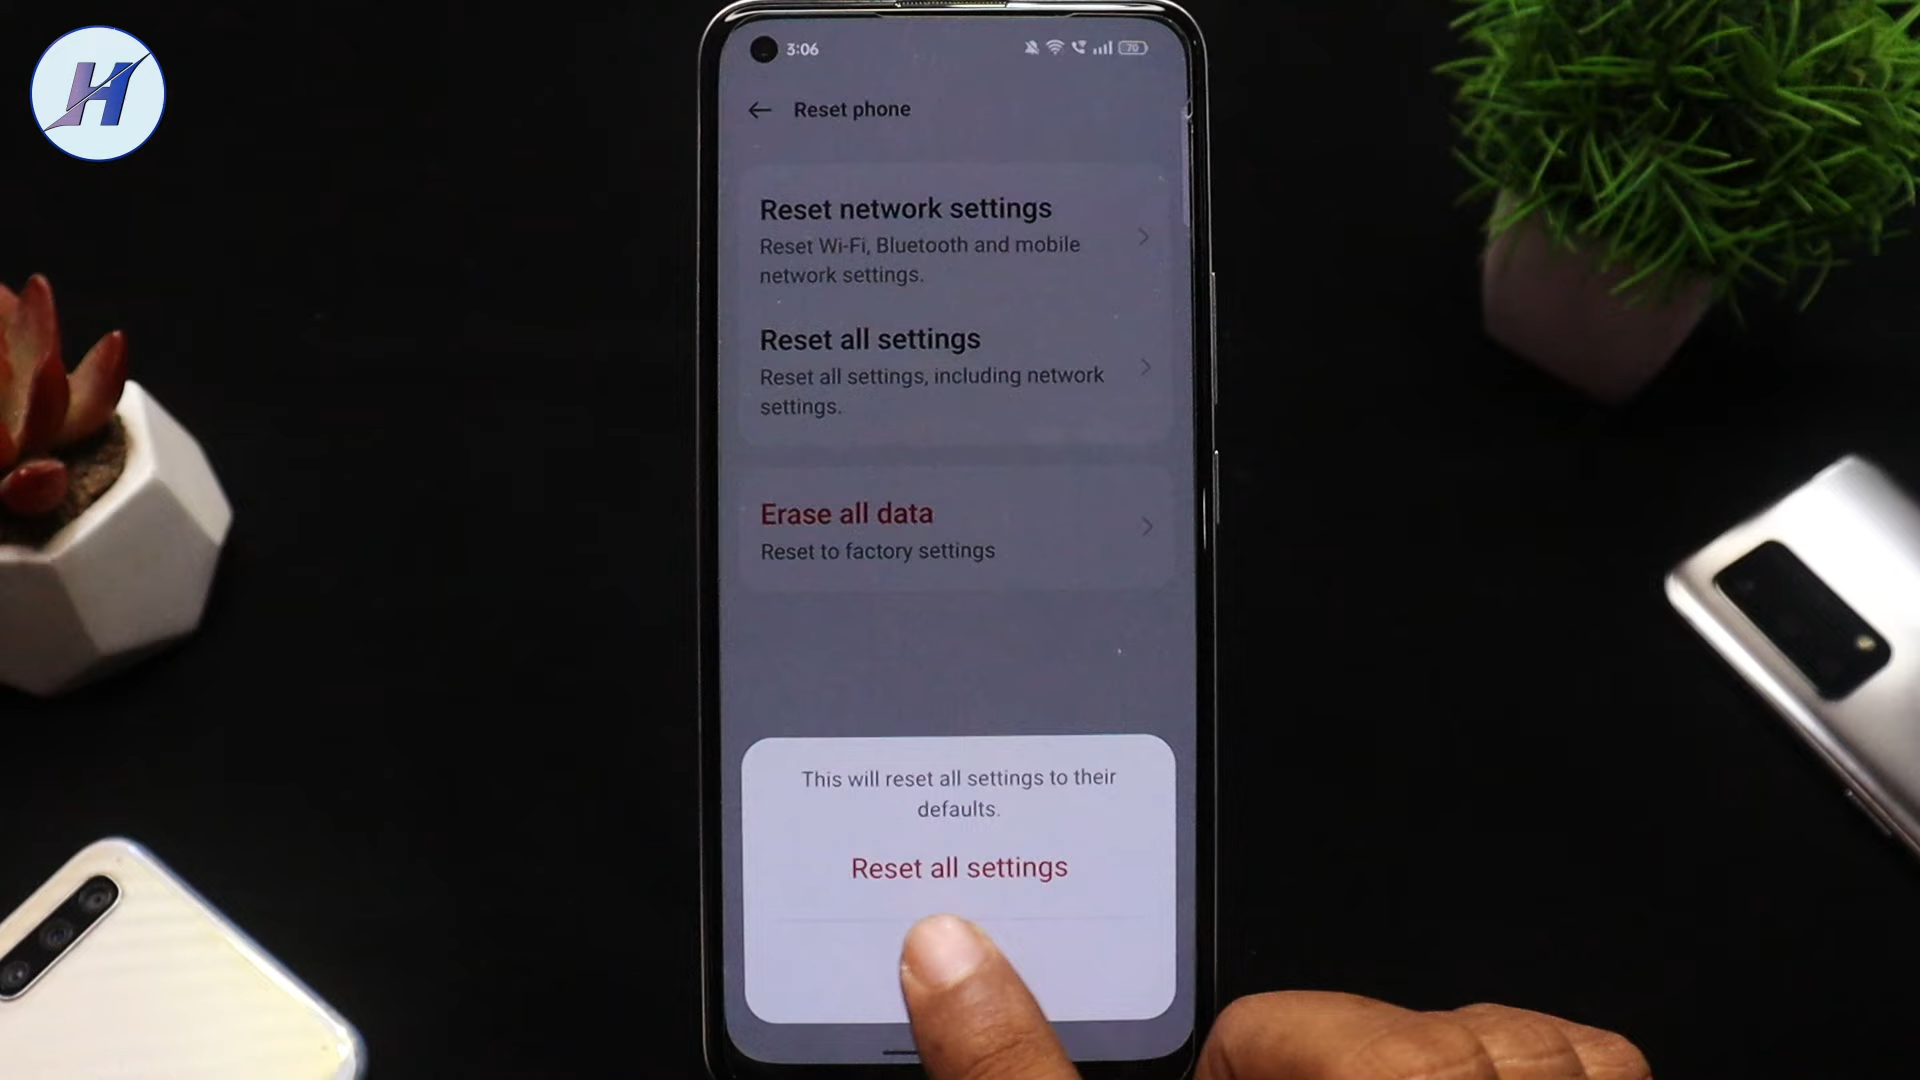 H
3:06
70
Reset phone
Reset network settings
Reset Wi-Fi, Bluetooth and mobile
network settings.
Reset all settings
Reset all settings, including network
settings.
Erase all data
Reset to factory settings
This will reset all settings to their
defaults.
Reset all settings